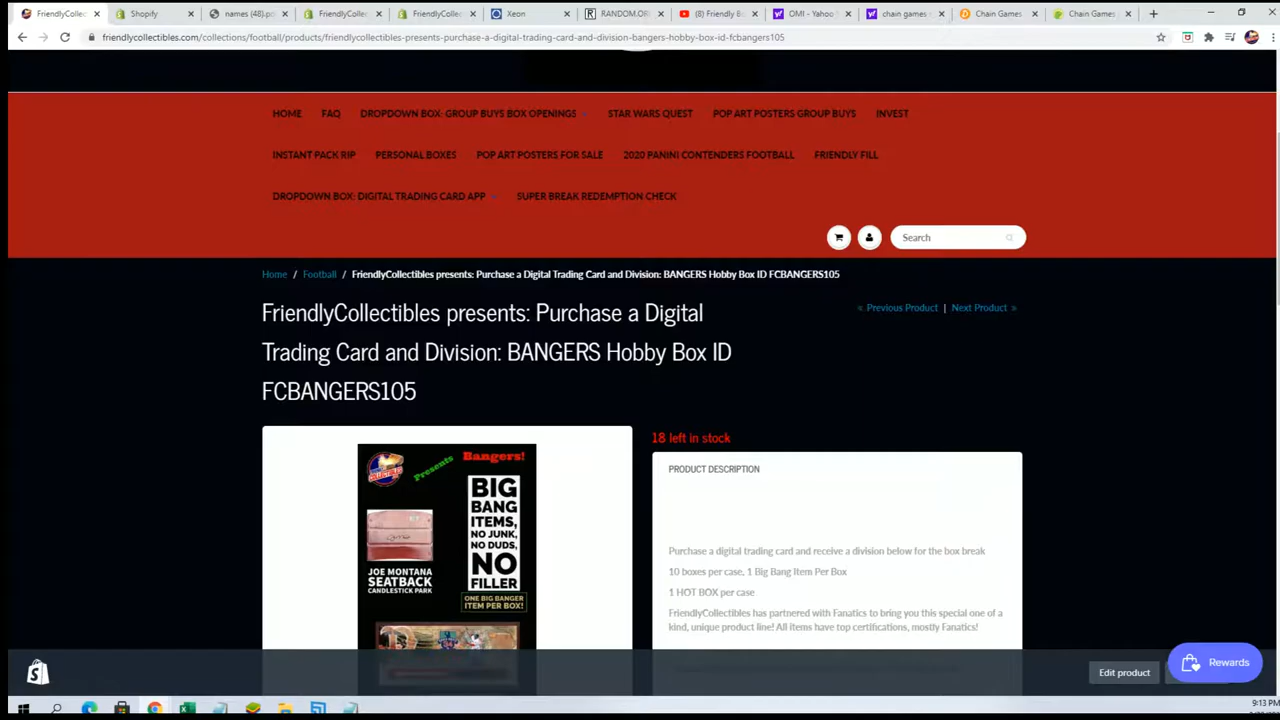 FriendlyCollec
Shopify
names (48).po
FriendlyCollec
FriendlyCollec
Xeon
RANDOM.OR
(8) Friendly B
OMI - Yahoo
chain games
Chain Games
Chain Games
friendlycollectibles.com/collections/football/products/friendlycollectibles-presents-purchase-a-digital-trading-card-and-division-bangers-hobby-box-id-fcbangers105
HOME FAQ DROPDOWN BOX: GROUP BUYS BOX OPENINGS STAR WARS QUEST POP ART POSTERS GROUP BUYS INVEST
INSTANT PACK RIP PERSONAL BOXES POP ART POSTERS FOR SALE 2020 PANINI CONTENDERS FOOTBALL FRIENDLY FILL
DROPDOWN BOX: DIGITAL TRADING CARD APP SUPER BREAK REDEMPTION CHECK
Search
Home / Football / FriendlyCollectibles presents: Purchase a Digital Trading Card and Division: BANGERS Hobby Box ID FCBANGERS105
FriendlyCollectibles presents: Purchase a Digital
Trading Card and Division: BANGERS Hobby Box ID
FCBANGERS105
« Previous Product | Next Product »
18 left in stock
PRODUCT DESCRIPTION
Purchase a digital trading card and receive a division below for the box break
10 boxes per case, 1 Big Bang Item Per Box
1 HOT BOX per case
FriendlyCollectibles has partnered with Fanatics to bring you this special one of a
kind, unique product line! All items have top certifications, mostly Fanatics!
COLLECTIBLES
Presents
Bangers!
BIG
BANG
ITEMS,
NO JUNK,
NO DUDS,
NO
FILLER
JOE MONTANA
SEATBACK
CANDLESTICK PARK
ONE BIG BANGER
ITEM PER BOX!
Edit product
Rewards
9:13 PM